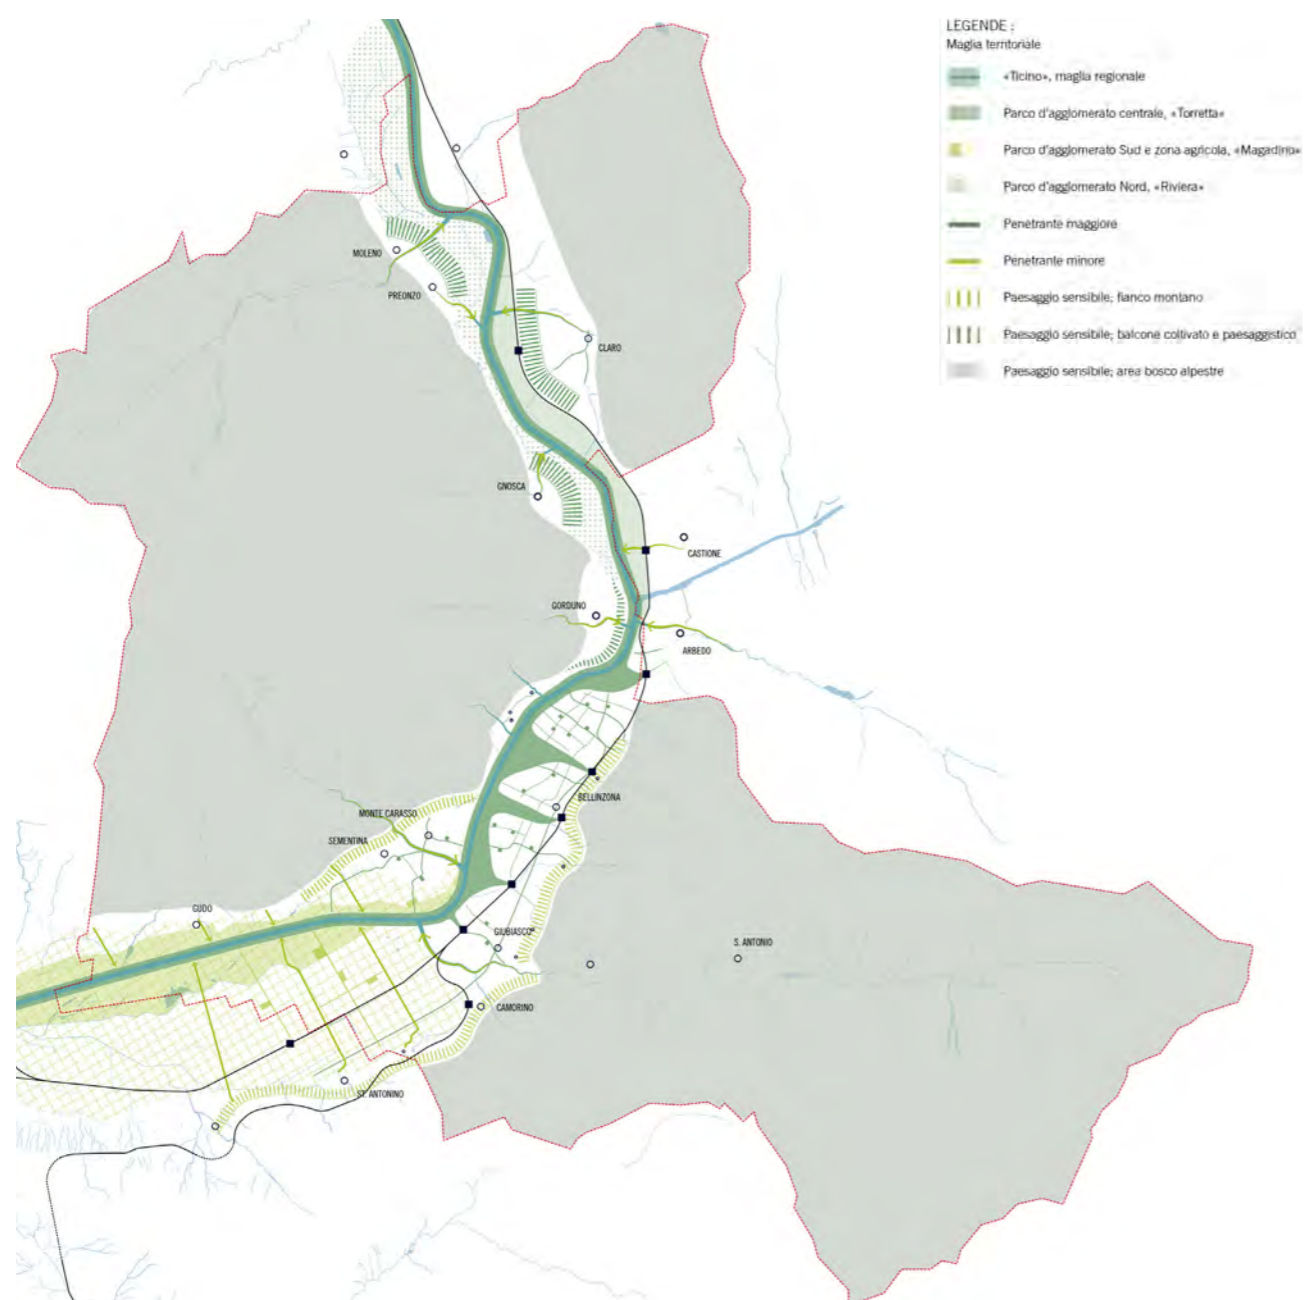 LEGENDE :
Maglia territoriale
«Ticino», maglia regionale
Parco d'agglomerato centrale, «Torretta»
Parco d'agglomerato Sud e zona agricola, «Magadino»
Parco d'agglomerato Nord, «Riviera»
Penetrante maggiore
Penetrante minore
Paesaggio sensibile; fianco montano
Paesaggio sensibile; balcone coltivato e paesaggistico
Paesaggio sensibile; area bosco alpestre
MOLENO
PREONZO
CLARO
GNOSCA
CASTIONE
GORDUNO
ARBEDO
BELLINZONA
MONTE CARASSO
SEMENTINA
GUDO
GIUBIASCO
S. ANTONIO
CAMORINO
ST. ANTONINO